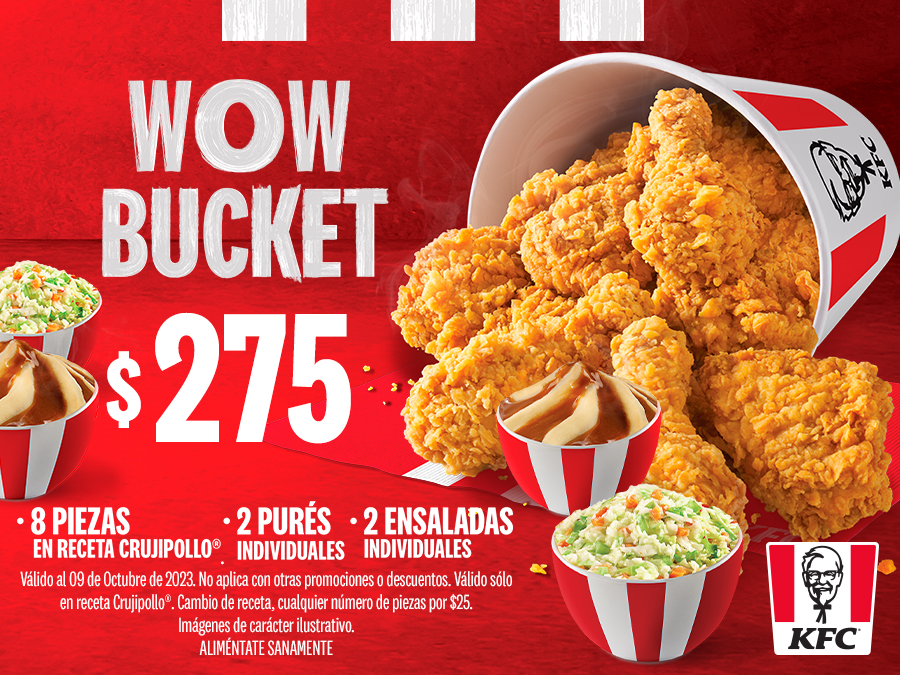 WOW
BUCKET
$275
• 8 PIEZAS
EN RECETA CRUJIPOLLO®
• 2 PURÉS
INDIVIDUALES
• 2 ENSALADAS
INDIVIDUALES
Válido al 09 de Octubre de 2023. No aplica con otras promociones o descuentos. Válido sólo
en receta Crujipollo®. Cambio de receta, cualquier número de piezas por $25.
Imágenes de carácter ilustrativo.
ALIMÉNTATE SANAMENTE
KFC
KFC